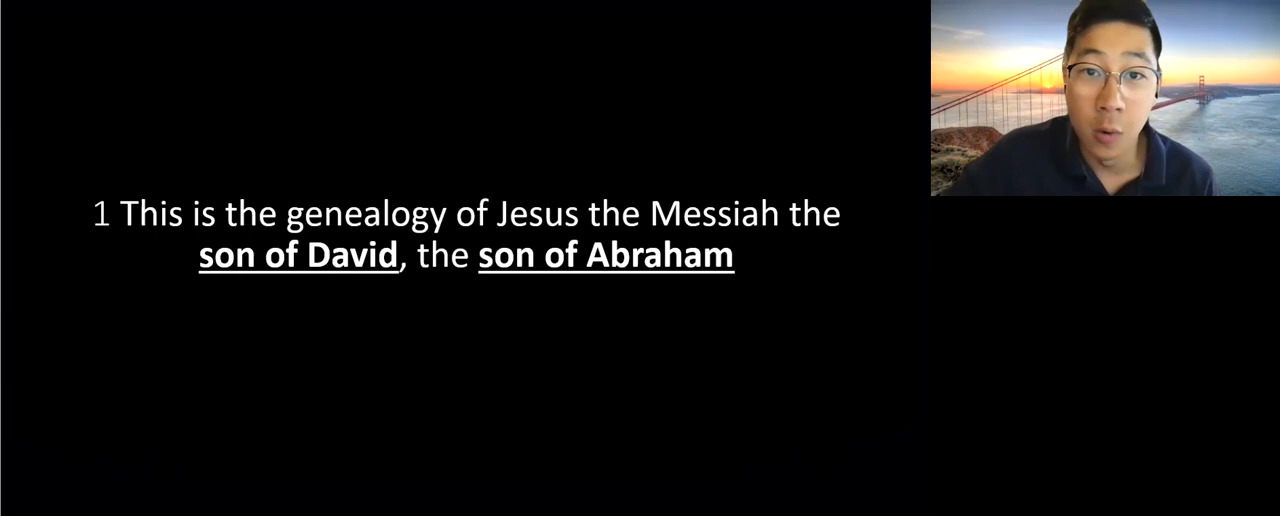 1 This is the genealogy of Jesus the Messiah the
son of David, the son of Abraham